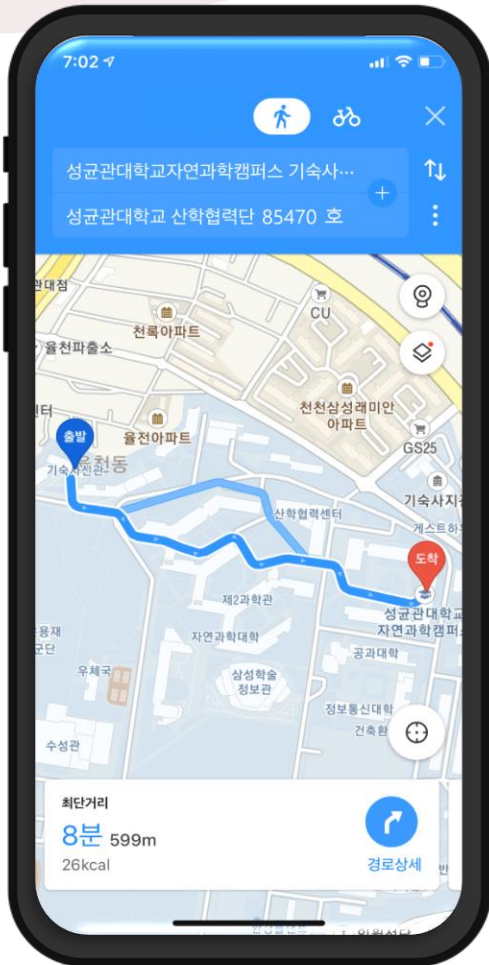 7:02
성균관대학교자연과학캠퍼스 기숙사…
성균관대학교 산학협력단 85470 호
관대점
CU
천록아파트
율천파출소
천천삼성래미안
아파트
출발
율전아파트
GS25
기숙사신관
기숙사지관
산학협력센터
게스트하
도착
제2과학관
성균관대학교
자연과학캠퍼스
자연과학대학
공과대학
우체국
삼성학술
정보관
정보통신대학
건축환
수성관
최단거리
8분 599m
26kcal
경로상세